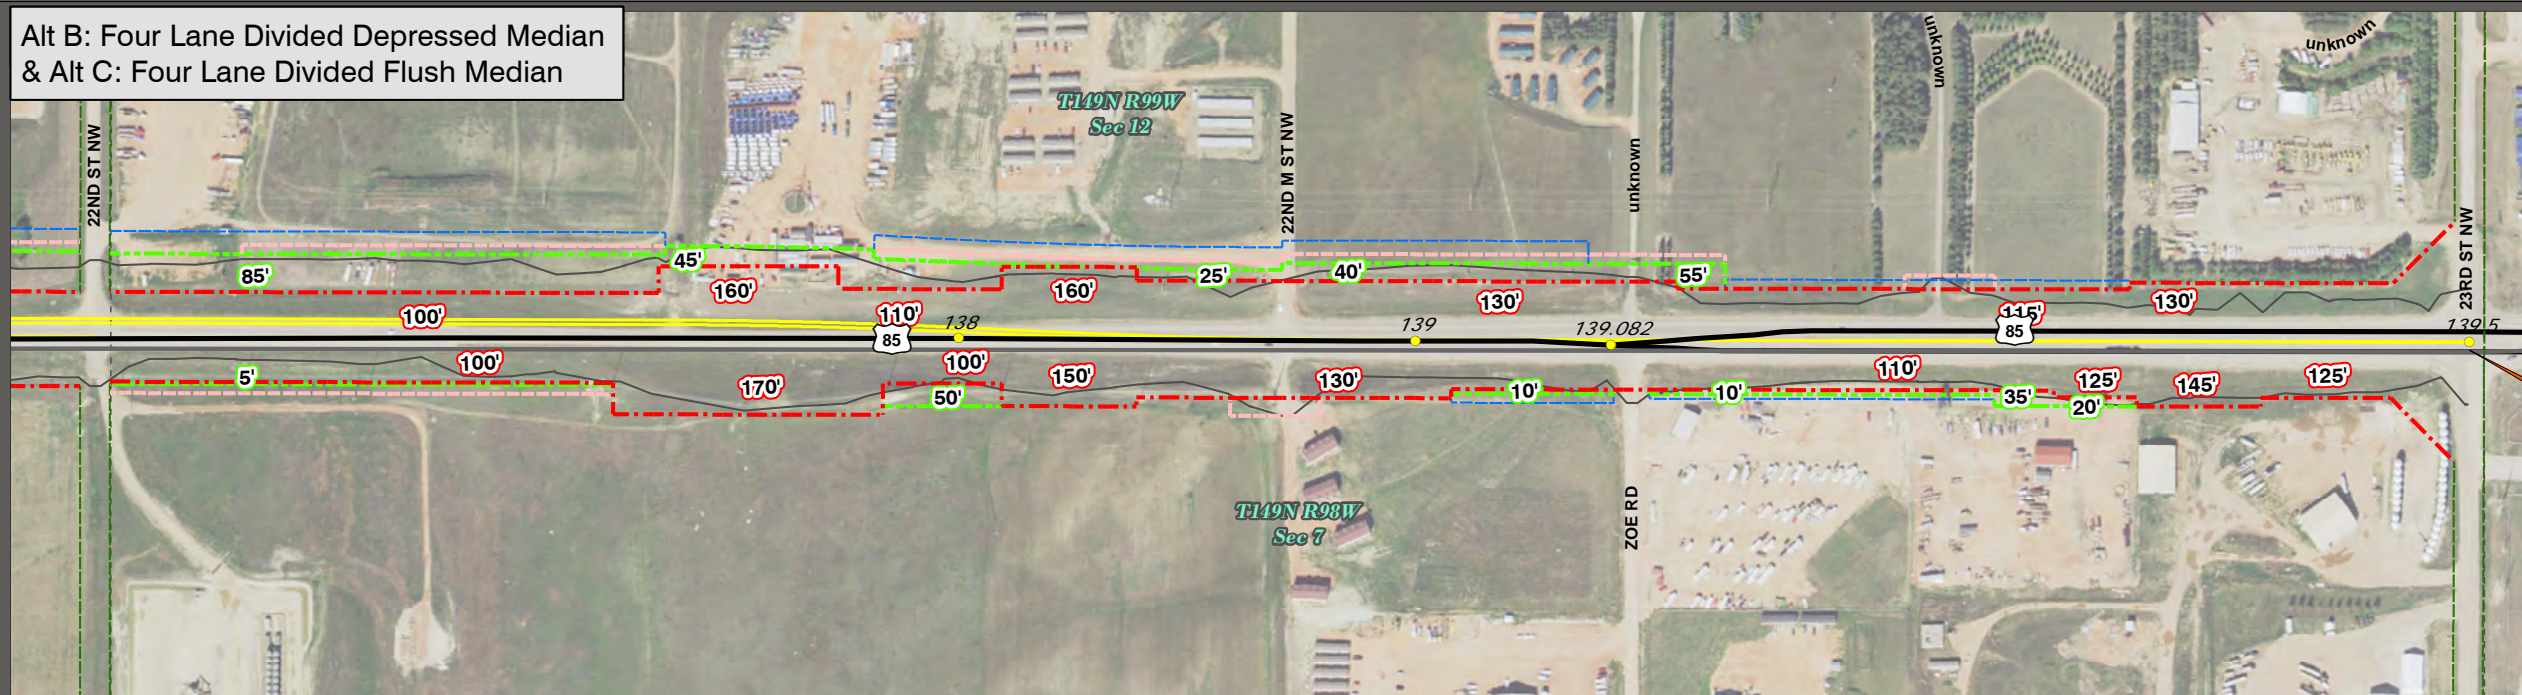 Alt B: Four Lane Divided Depressed Median
& Alt C: Four Lane Divided Flush Median
unknown
unknown
T149N R99W
Sec 12
22ND ST NW
22ND M ST NW
unknown
23RD ST NW
85'
45'
25'
40'
55'
160'
160'
130'
130'
100'
110'
115'
138
139
139.082
139.5
85
85
100'
100'
5'
170'
50'
150'
130'
10'
10'
110'
35'
125'
20'
145'
125'
T149N R98W
Sec 7
ZOE RD